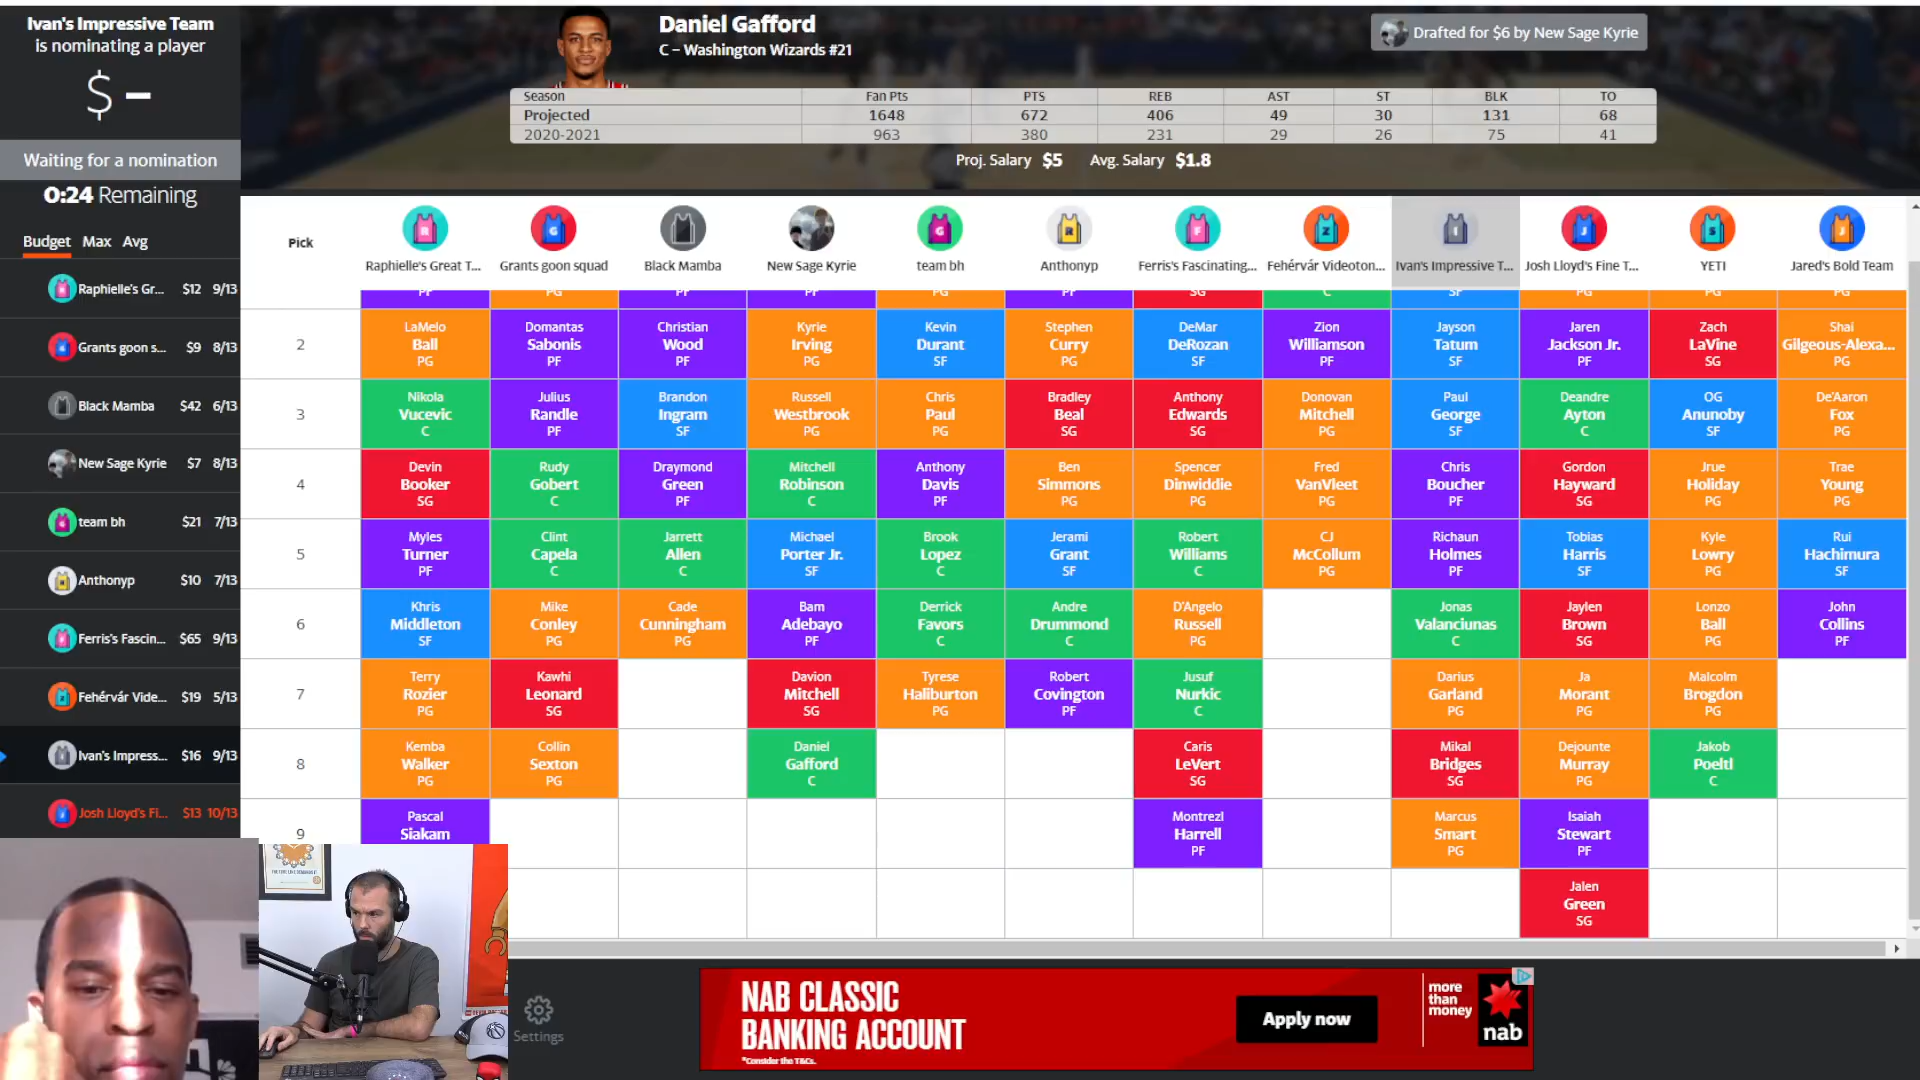 Ivan's Impressive Team
is nominating a player
$ –
Waiting for a nomination
0:24 Remaining
Budget Max Avg
Raphielle's Gr... $12 9/13
Grants goon s... $9 8/13
Black Mamba $42 6/13
New Sage Kyrie $7 8/13
team bh $21 7/13
Anthonyp $10 7/13
Ferris's Fascin... $65 9/13
Fehérvár Vide... $19 5/13
Ivan's Impress... $16 9/13
Josh Lloyd's Fi... $13 10/13
Daniel Gafford
C – Washington Wizards #21
Drafted for $6 by New Sage Kyrie
Season Fan Pts PTS REB AST ST BLK TO
Projected 1648 672 406 49 30 131 68
2020-2021 963 380 231 29 26 75 41
Proj. Salary $5 Avg. Salary $1.8
Pick Raphielle's Great T... Grants goon squad Black Mamba New Sage Kyrie team bh Anthonyp Ferris's Fascinating... Fehérvár Videoton... Ivan's Impressive T... Josh Lloyd's Fine T... YETI Jared's Bold Team
PF PG PF PF PG PF SG C SF PG PG PG
LaMelo Domantas Christian Kyrie Kevin Stephen DeMar Zion Jayson Jaren Zach Shai
2 Ball Sabonis Wood Irving Durant Curry DeRozan Williamson Tatum Jackson Jr. LaVine Gilgeous-Alexa...
PG PF PF PG SF PG SF PF SF PF SG PG
Nikola Julius Brandon Russell Chris Bradley Anthony Donovan Paul Deandre OG De'Aaron
3 Vucevic Randle Ingram Westbrook Paul Beal Edwards Mitchell George Ayton Anunoby Fox
C PF SF PG PG SG SG PG SF C SF PG
Devin Rudy Draymond Mitchell Anthony Ben Spencer Fred Chris Gordon Jrue Trae
4 Booker Gobert Green Robinson Davis Simmons Dinwiddie VanVleet Boucher Hayward Holiday Young
SG C PF C PF PG PG PG PF SG PG PG
Myles Clint Jarrett Michael Brook Jerami Robert CJ Richaun Tobias Kyle Rui
5 Turner Capela Allen Porter Jr. Lopez Grant Williams McCollum Holmes Harris Lowry Hachimura
PF C C SF C SF C PG PF SF PG SF
Khris Mike Cade Bam Derrick Andre D'Angelo Jonas Jaylen Lonzo John
6 Middleton Conley Cunningham Adebayo Favors Drummond Russell Valanciunas Brown Ball Collins
SF PG PG PF C C PG C SG PG PF
Terry Kawhi Davion Tyrese Robert Jusuf Darius Ja Malcolm
7 Rozier Leonard Mitchell Haliburton Covington Nurkic Garland Morant Brogdon
PG SG SG PG PF C PG PG PG
Kemba Collin Daniel Caris Mikal Dejounte Jakob
8 Walker Sexton Gafford LeVert Bridges Murray Poeltl
PG PG C SG SG PG C
Pascal Montrezl Marcus Isaiah
9 Siakam Harrell Smart Stewart
PF PG PF
Jalen
Green
SG
Settings
NAB CLASSIC
BANKING ACCOUNT
*Consider the T&Cs.
Apply now
more
than
money
nab